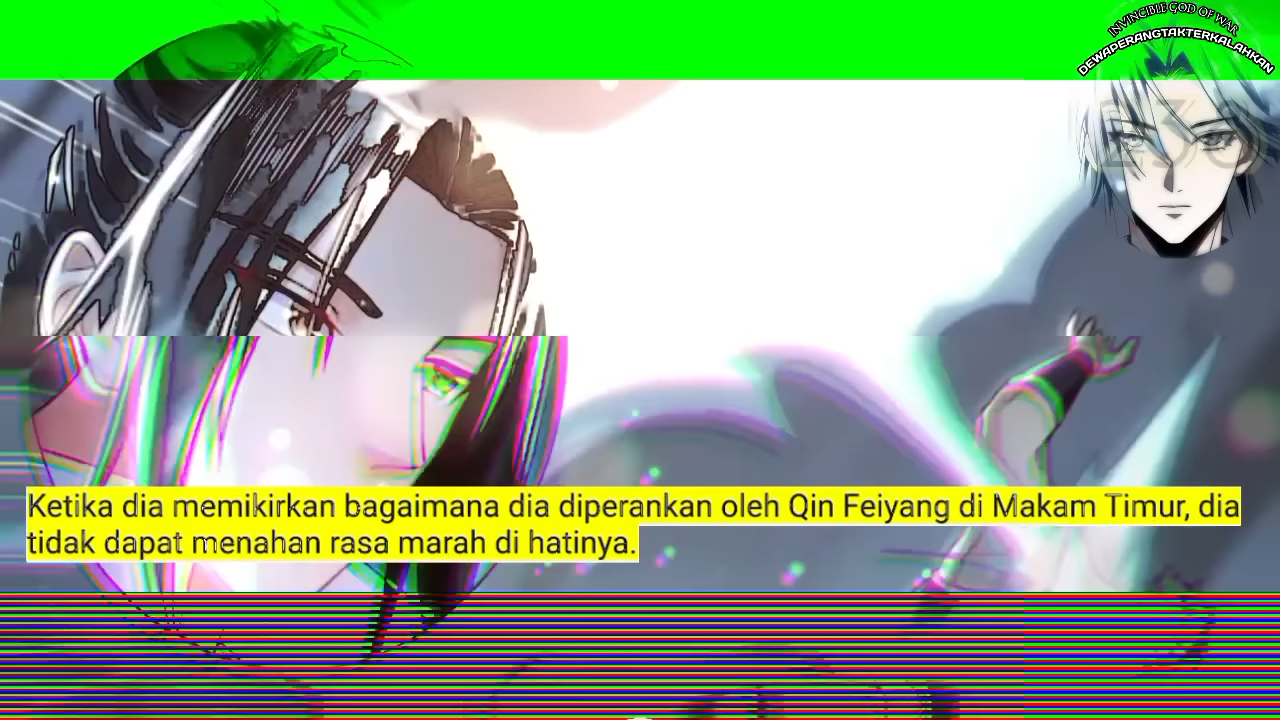 INVINCIBLE GOD OF WAR
DEWAPERANGTAKTERKALAHKAN
Ketika dia memikirkan bagaimana dia diperankan oleh Qin Feiyang di Makam Timur, dia
tidak dapat menahan rasa marah di hatinya.